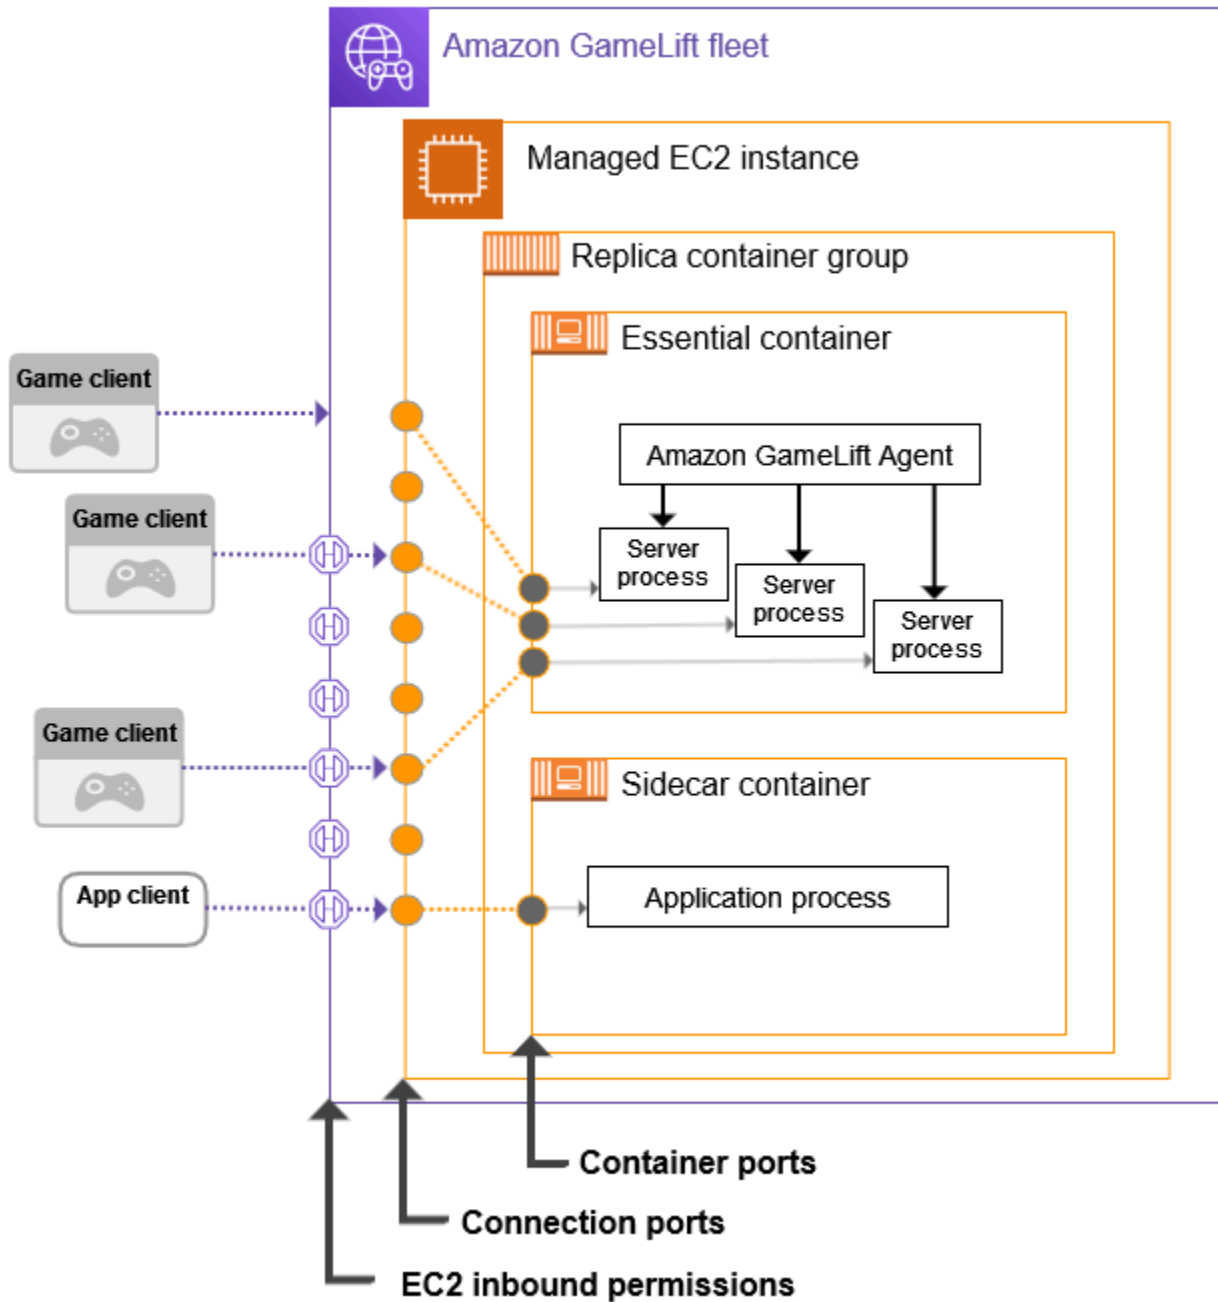 Amazon GameLift fleet
Managed EC2 instance
Replica container group
Essential container
Game client
Amazon GameLift Agent
Game client
Server
process
Server
process
Server
process
Game client
Sidecar container
App client
Application process
Container ports
Connection ports
EC2 inbound permissions